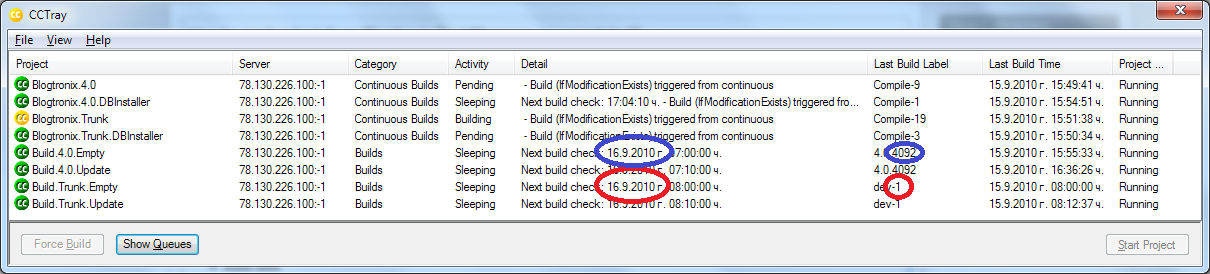 CCTray
File View Help
Project Server Category Activity Detail Last Build Label Last Build Time Project ...
Blogtronix.4.0 78.130.226.100:-1 Continuous Builds Pending - Build (IfModificationExists) triggered from continuous Compile-9 15.9.2010 г. 15:49:41 ч. Running
Blogtronix.4.0.DBInstaller 78.130.226.100:-1 Continuous Builds Sleeping Next build check: 17:04:10 ч. - Build (IfModificationExists) triggered fro... Compile-1 15.9.2010 г. 15:54:51 ч. Running
Blogtronix.Trunk 78.130.226.100:-1 Continuous Builds Building - Build (IfModificationExists) triggered from continuous Compile-19 15.9.2010 г. 15:51:38 ч. Running
Blogtronix.Trunk.DBInstaller 78.130.226.100:-1 Continuous Builds Pending - Build (IfModificationExists) triggered from continuous Compile-3 15.9.2010 г. 15:50:34 ч. Running
Build.4.0.Empty 78.130.226.100:-1 Builds Sleeping Next build check: 16.9.2010 г. 07:00:00 ч. 4.0.4092 15.9.2010 г. 15:55:33 ч. Running
Build.4.0.Update 78.130.226.100:-1 Builds Sleeping Next build check: 16.9.2010 г. 07:10:00 ч. 4.0.4092 15.9.2010 г. 16:36:26 ч. Running
Build.Trunk.Empty 78.130.226.100:-1 Builds Sleeping Next build check: 16.9.2010 г. 08:00:00 ч. dev-1 15.9.2010 г. 08:00:00 ч. Running
Build.Trunk.Update 78.130.226.100:-1 Builds Sleeping Next build check: 16.9.2010 г. 08:10:00 ч. dev-1 15.9.2010 г. 08:12:37 ч. Running
Force Build Show Queues Start Project